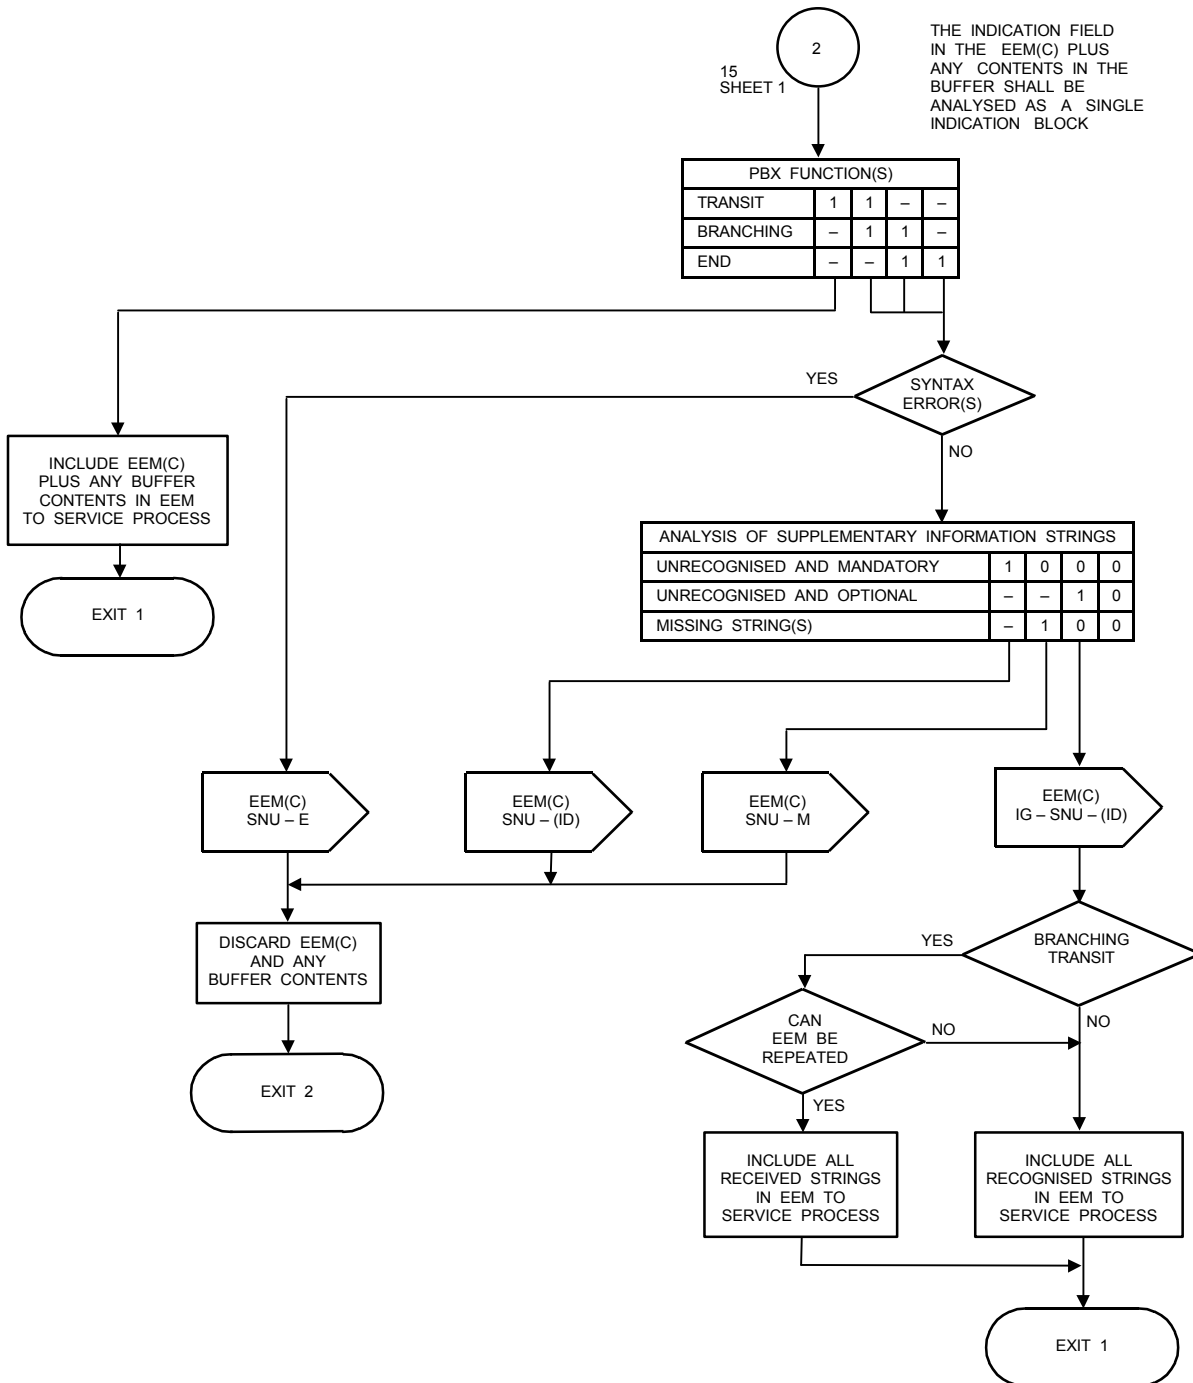 2
15
SHEET 1
THE INDICATION FIELD
IN THE EEM(C) PLUS
ANY CONTENTS IN THE
BUFFER SHALL BE
ANALYSED AS A SINGLE
INDICATION BLOCK
PBX FUNCTION(S)
TRANSIT 1 1 – –
BRANCHING – 1 1 –
END – – 1 1
YES
SYNTAX
ERROR(S)
NO
INCLUDE EEM(C)
PLUS ANY BUFFER
CONTENTS IN EEM
TO SERVICE PROCESS
EXIT 1
ANALYSIS OF SUPPLEMENTARY INFORMATION STRINGS
UNRECOGNISED AND MANDATORY 1 0 0 0
UNRECOGNISED AND OPTIONAL – – 1 0
MISSING STRING(S) – 1 0 0
EEM(C)
SNU – E
EEM(C)
SNU – (ID)
EEM(C)
SNU – M
EEM(C)
IG – SNU – (ID)
DISCARD EEM(C)
AND ANY
BUFFER CONTENTS
EXIT 2
YES
BRANCHING
TRANSIT
NO
CAN
EEM BE
REPEATED
NO
YES
INCLUDE ALL
RECEIVED STRINGS
IN EEM TO
SERVICE PROCESS
INCLUDE ALL
RECOGNISED STRINGS
IN EEM TO
SERVICE PROCESS
EXIT 1